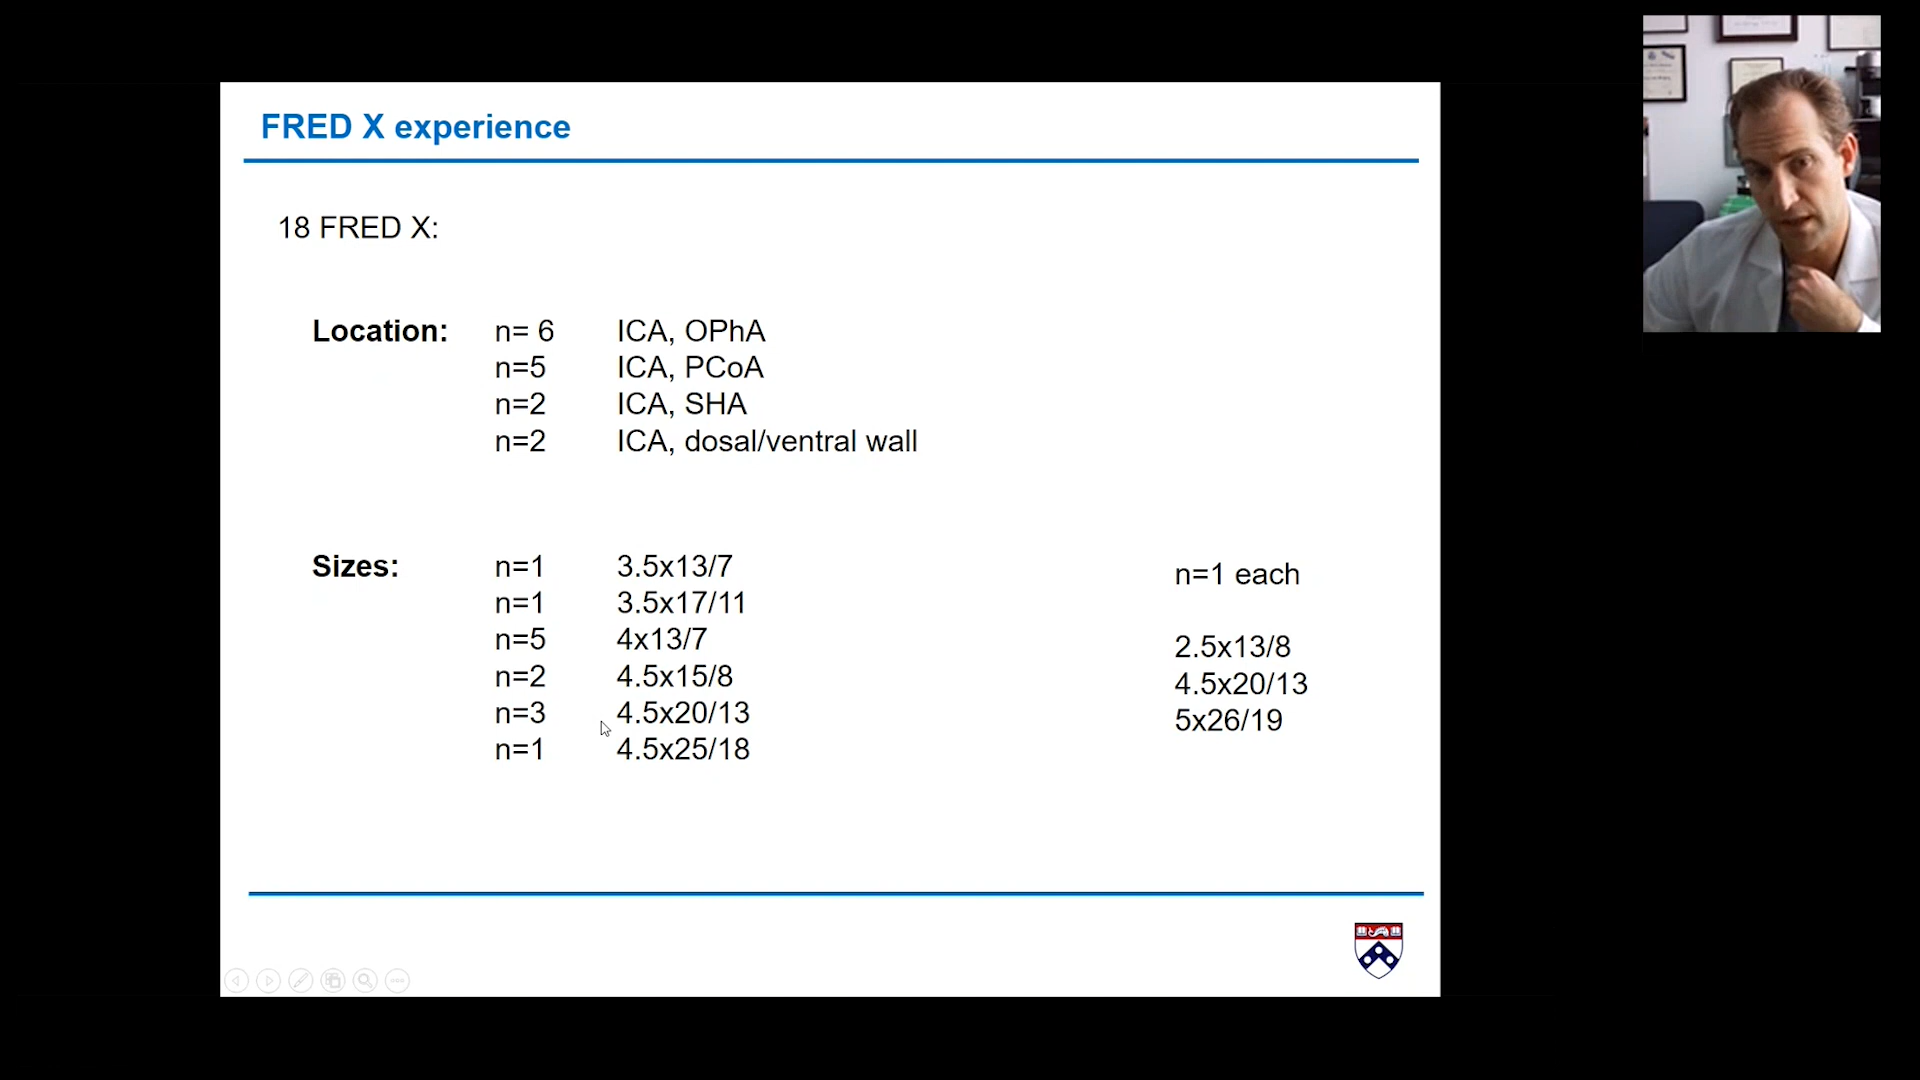 FRED X experience
18 FRED X:
Location: n= 6 ICA, OPhA
n=5 ICA, PCoA
n=2 ICA, SHA
n=2 ICA, dosal/ventral wall
Sizes: n=1 3.5x13/7
n=1 3.5x17/11
n=5 4x13/7
n=2 4.5x15/8
n=3 4.5x20/13
n=1 4.5x25/18
n=1 each
2.5x13/8
4.5x20/13
5x26/19